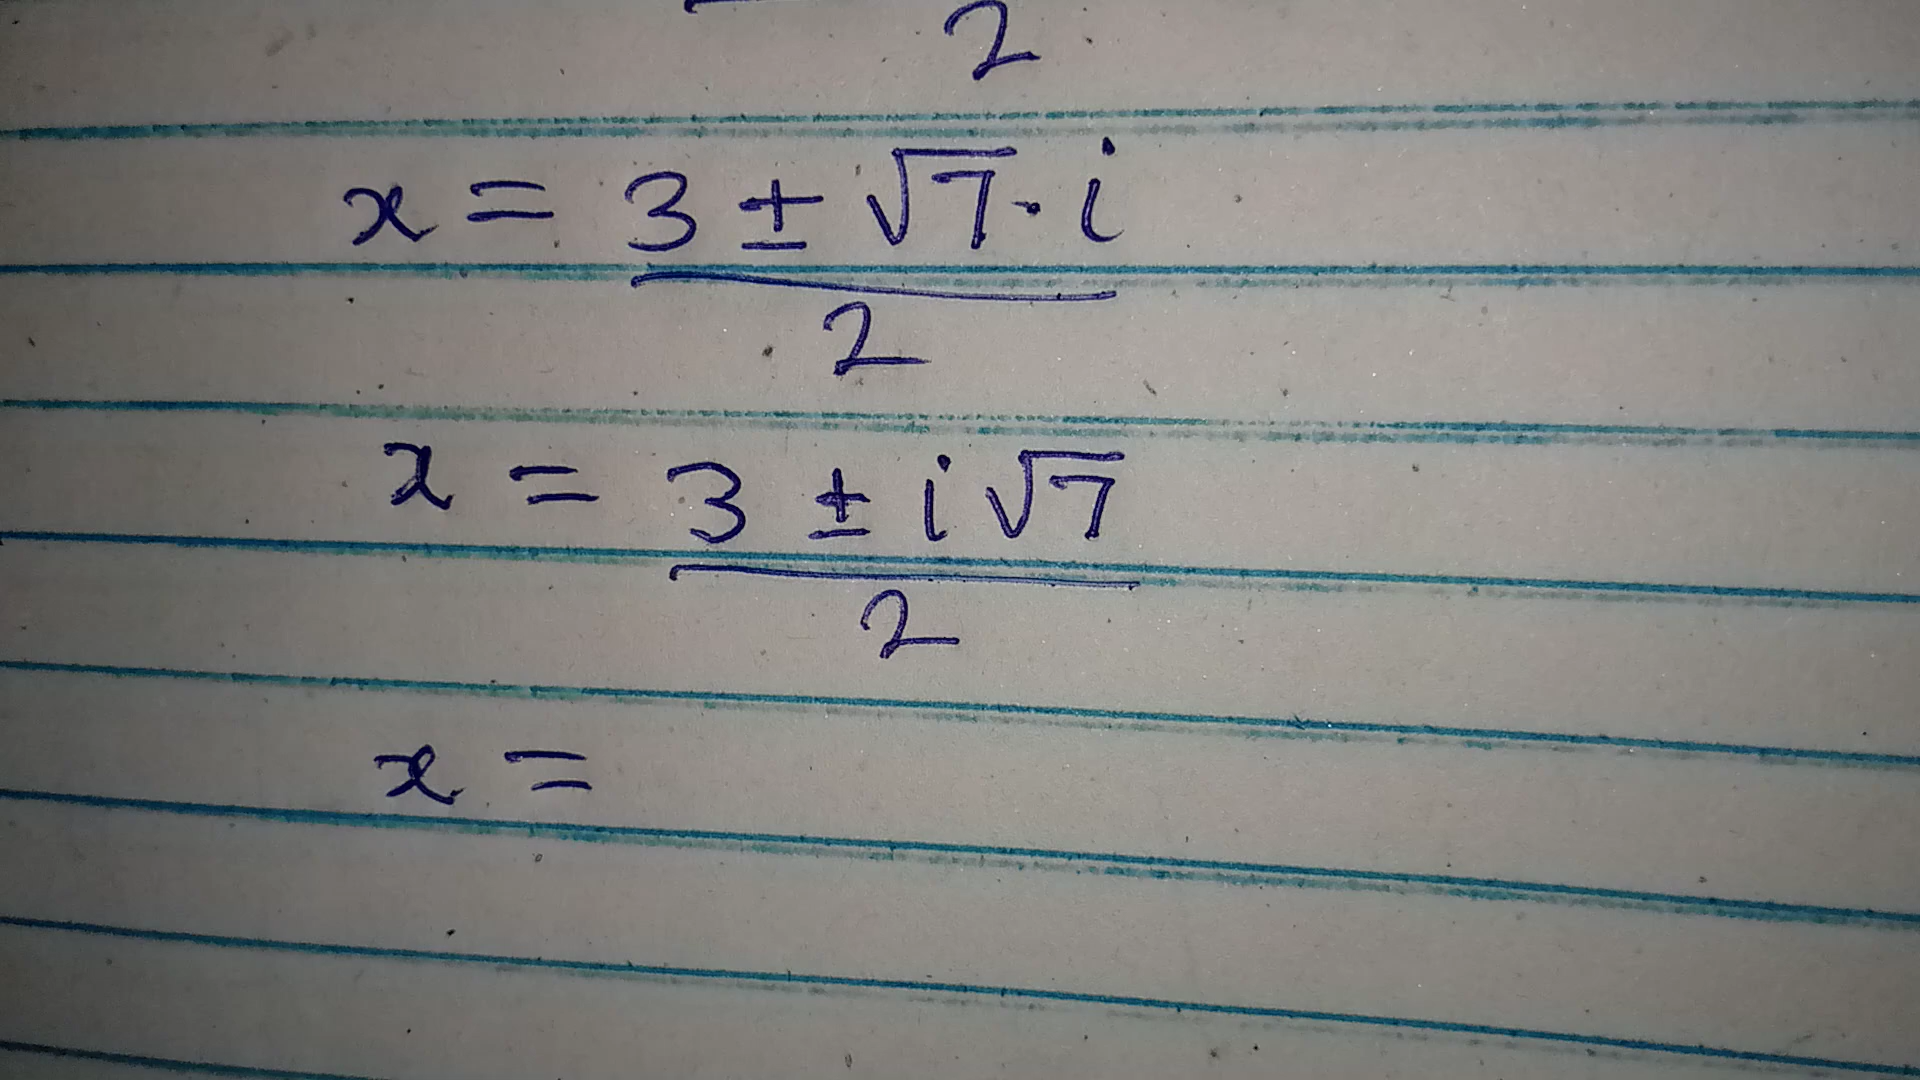 2
x = 3 ± √7 · i
2
x = 3 ± i √7
2
x =